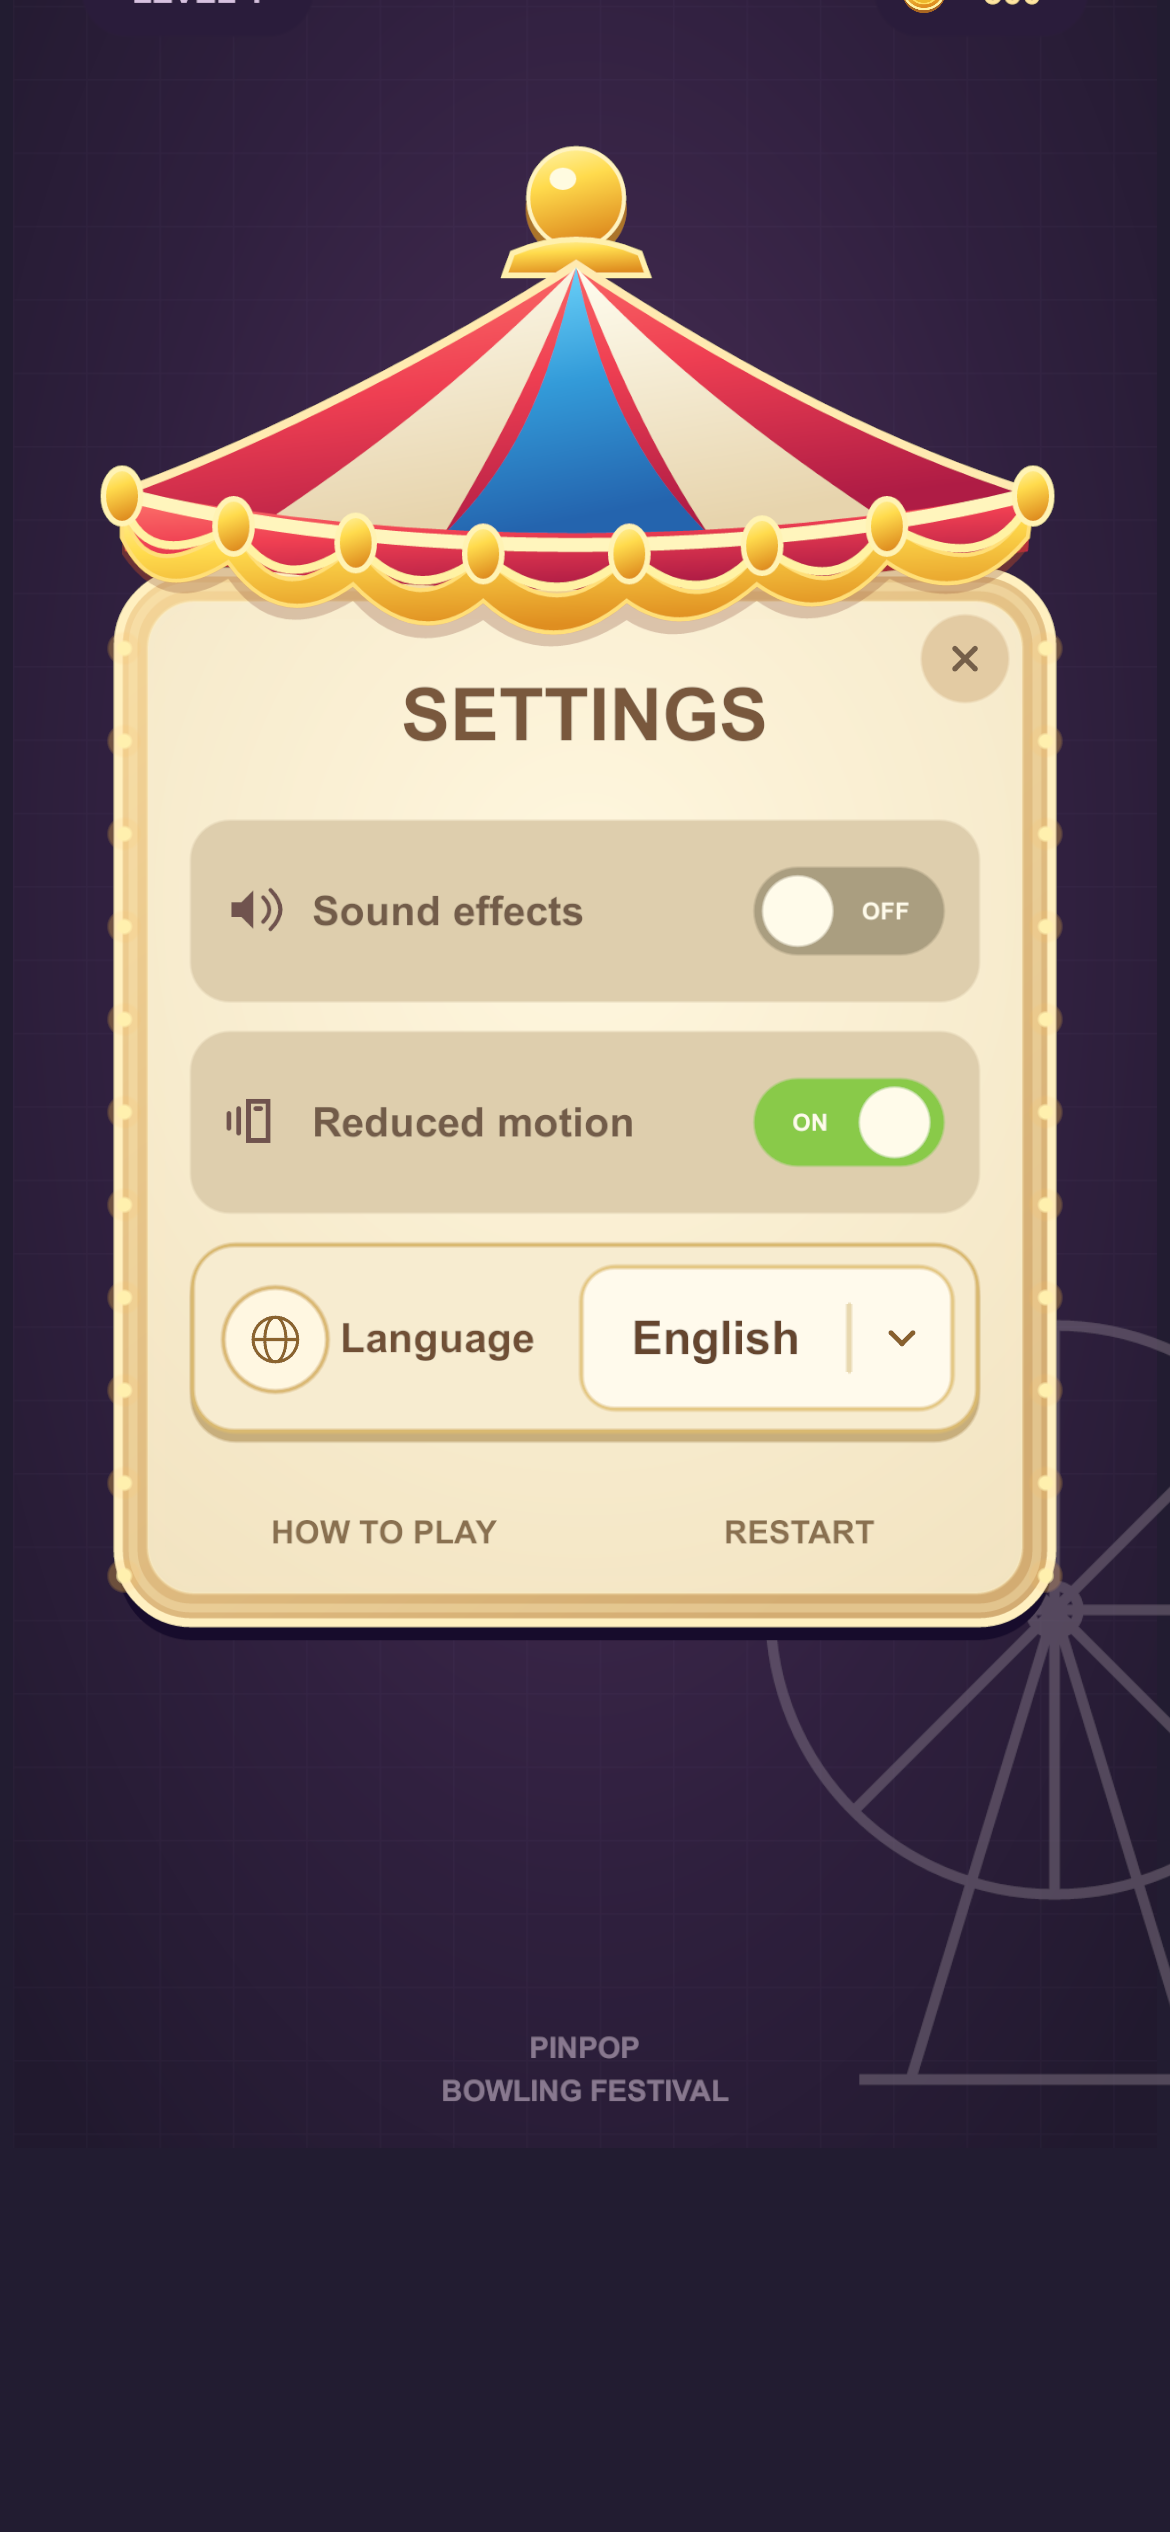 SETTINGS
Sound effects
OFF
Reduced motion
ON
Language
English
HOW TO PLAY
RESTART
PINPOP
BOWLING FESTIVAL